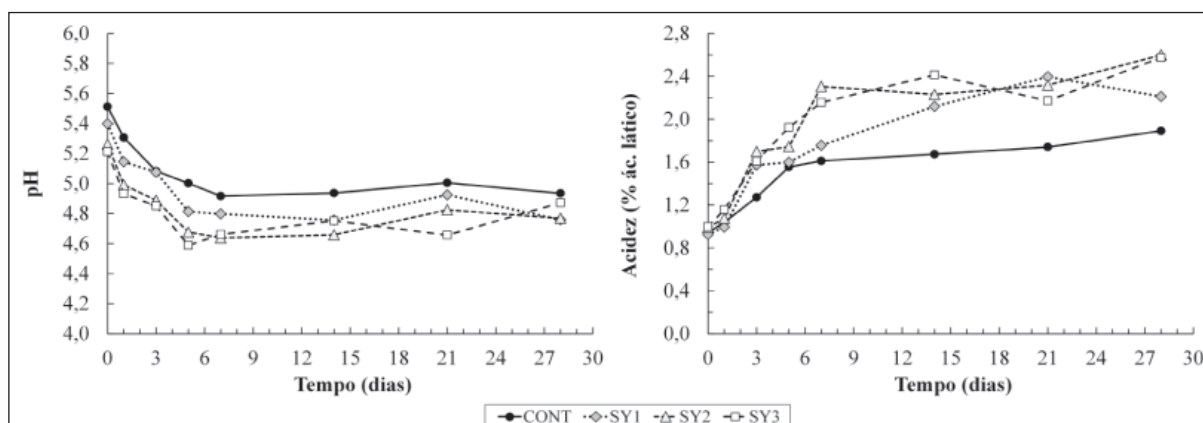 6,0
5,8
5,6
5,4
5,2
5,0
4,8
4,6
4,4
4,2
4,0
pH
0 3 6 9 12 15 18 21 24 27 30
Tempo (dias)
2,8
2,4
2,0
1,6
1,2
0,8
0,4
0,0
Acidez (% ác. lático)
0 3 6 9 12 15 18 21 24 27 30
Tempo (dias)
CONT SY1 SY2 SY3